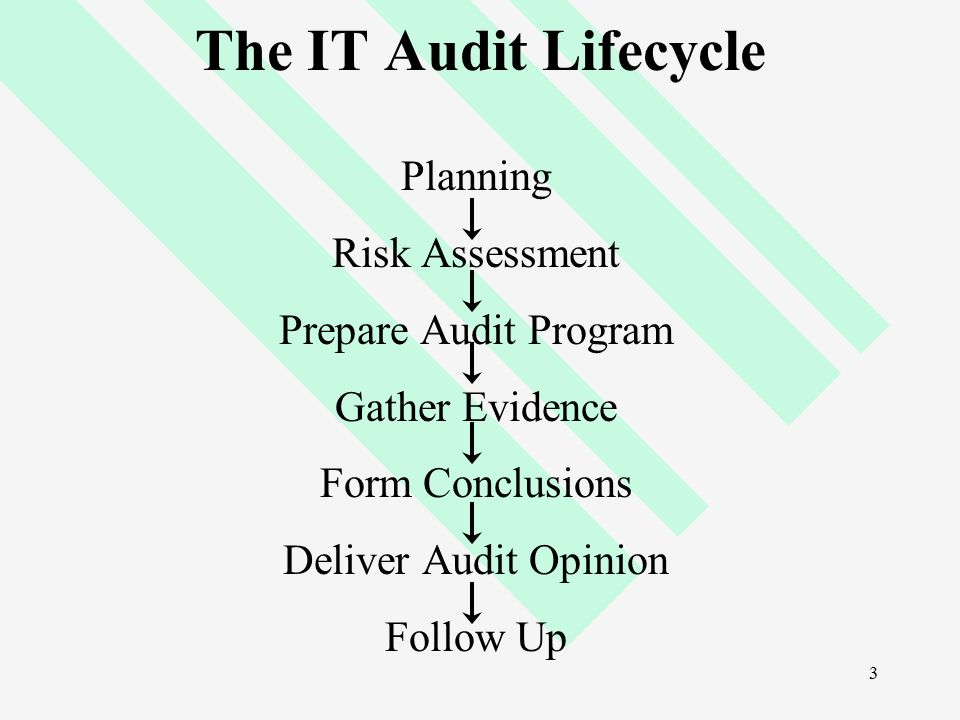 The IT Audit Lifecycle
Planning
Risk Assessment
Prepare Audit Program
Gather Evidence
Form Conclusions
Deliver Audit Opinion
Follow Up
3